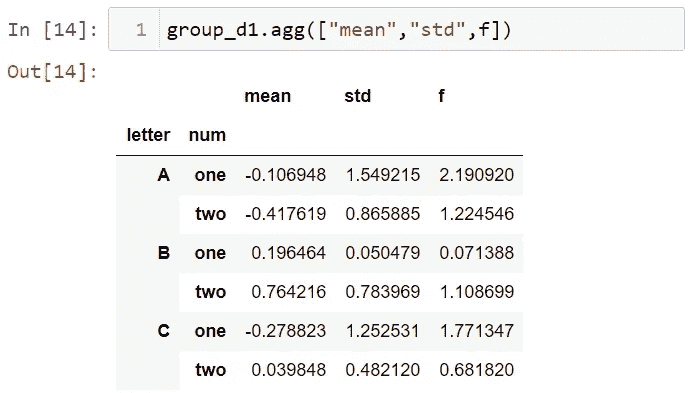 In [14]: 1 group_d1.agg(["mean","std",f])
Out[14]:
mean std f
letter num
A one -0.106948 1.549215 2.190920
two -0.417619 0.865885 1.224546
B one 0.196464 0.050479 0.071388
two 0.764216 0.783969 1.108699
C one -0.278823 1.252531 1.771347
two 0.039848 0.482120 0.681820